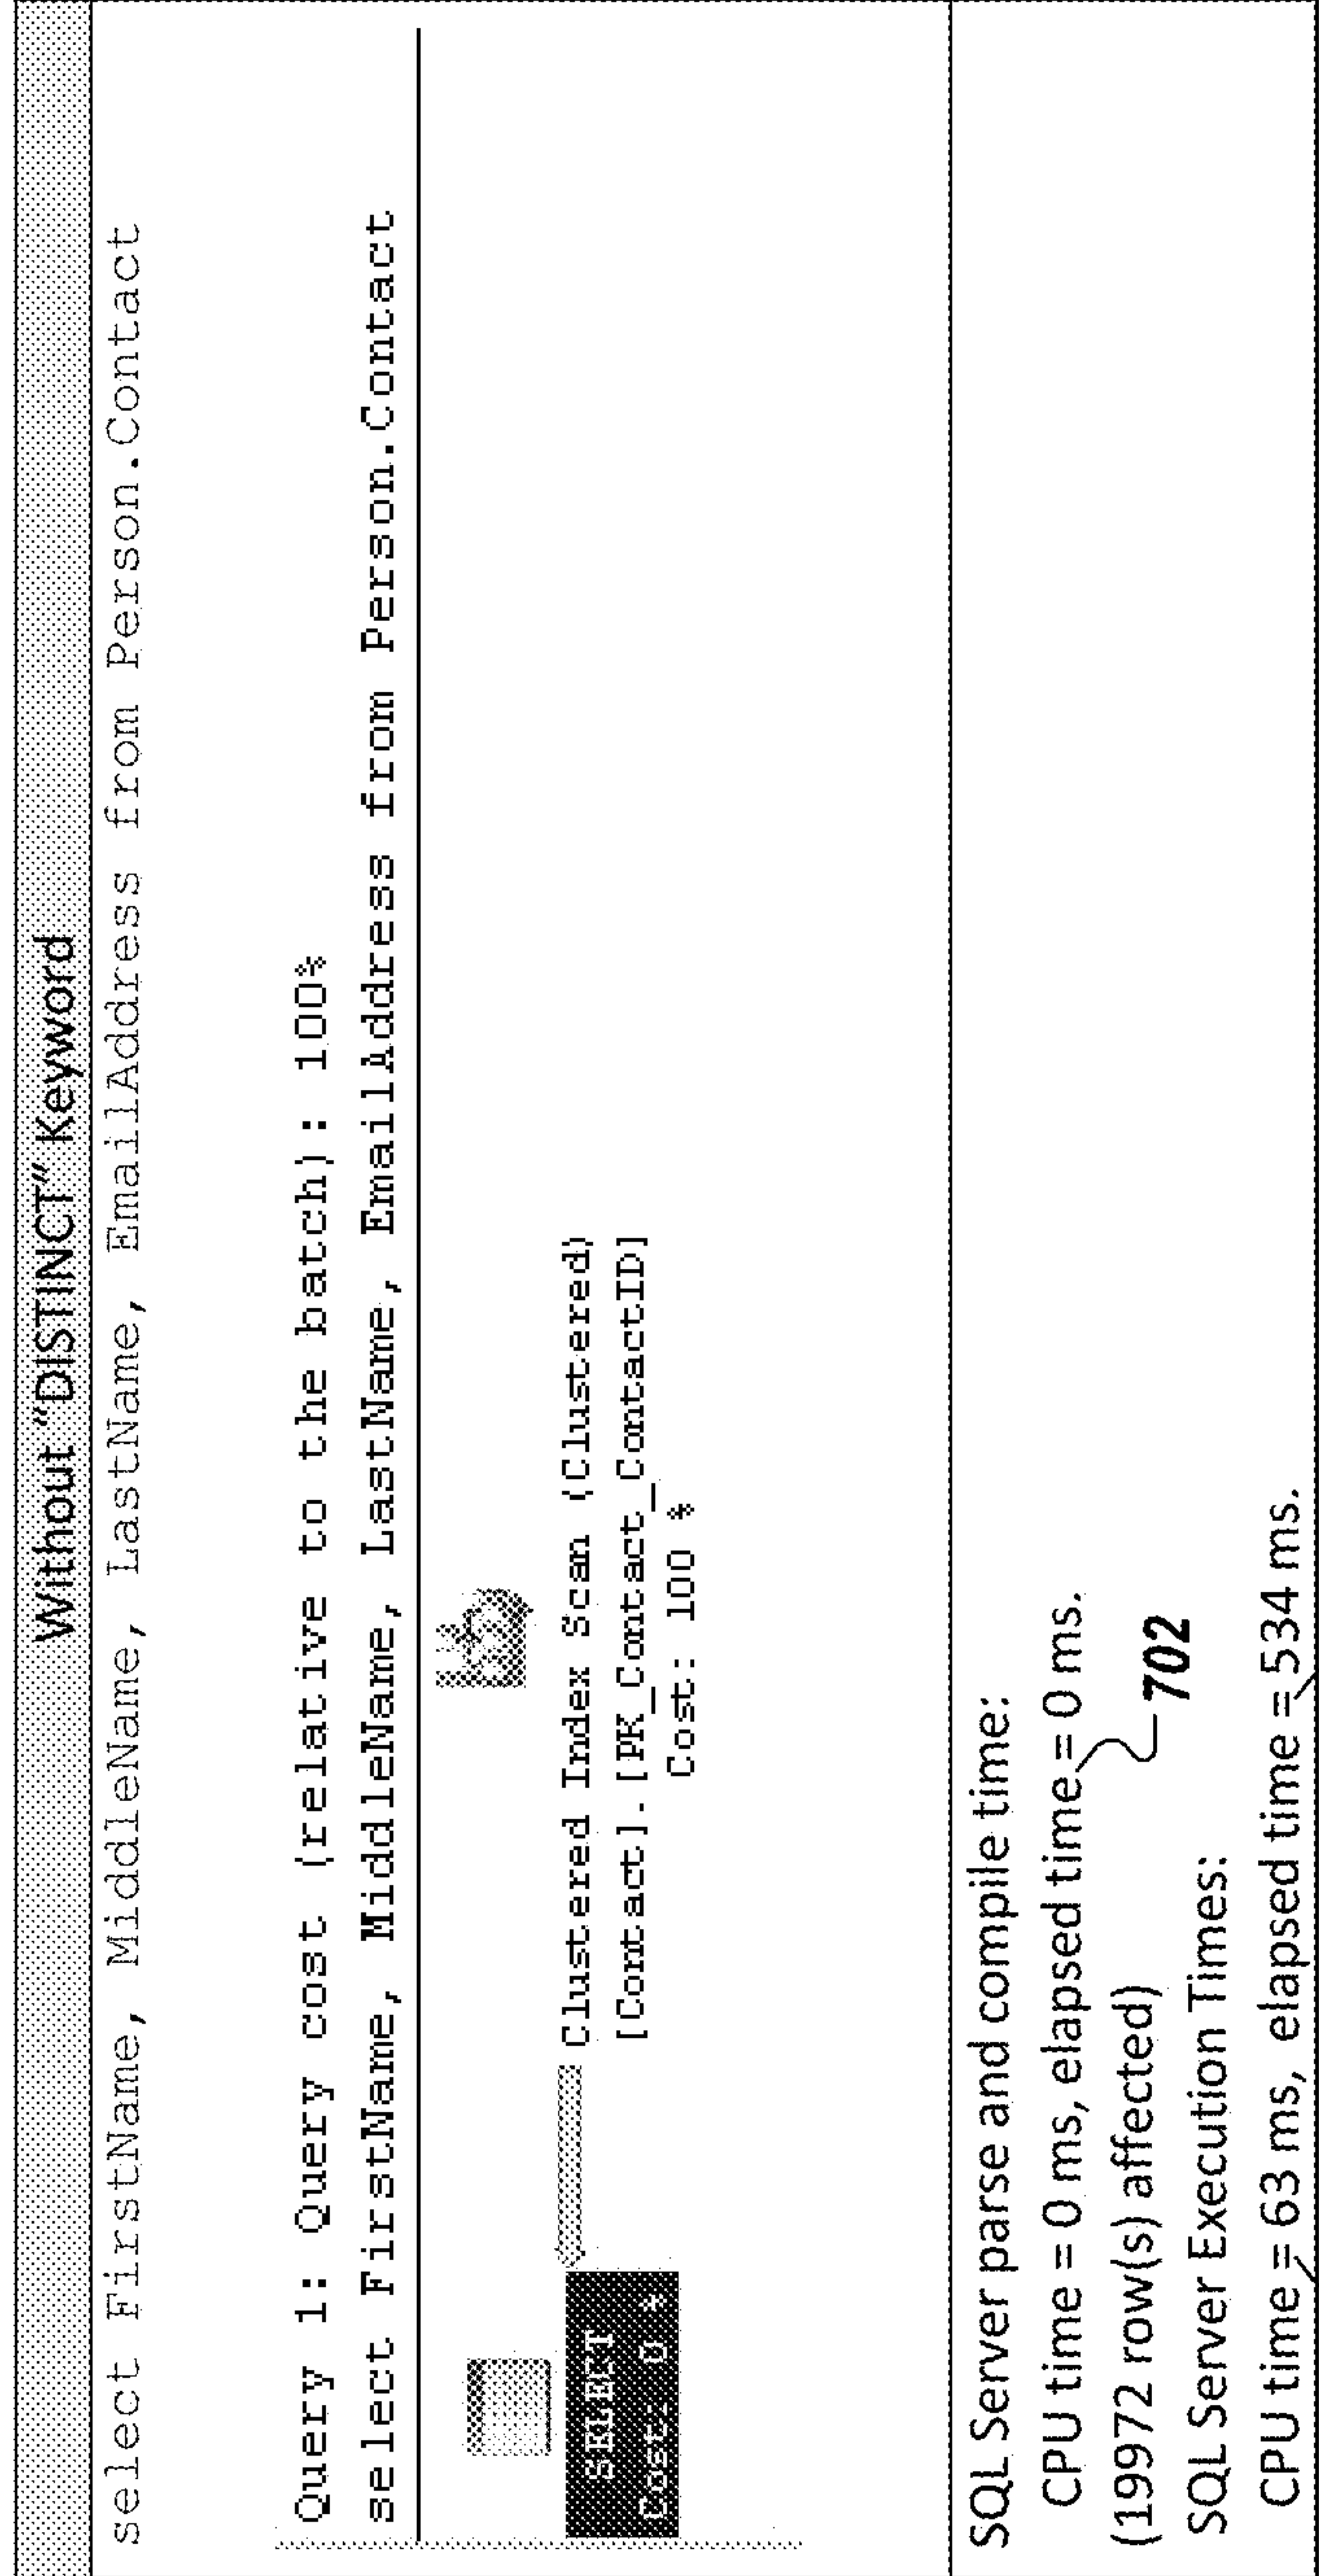 Without "DISTINCT" Keyword
select FirstName, MiddleName, LastName, EmailAddress from Person.Contact
Query 1: Query cost (relative to the batch): 100%
select FirstName, MiddleName, LastName, EmailAddress from Person.Contact
SELECT
Cost: 0 %
Clustered Index Scan (Clustered)
[Contact].[PK_Contact_ContactID]
Cost: 100 %
SQL Server parse and compile time:
CPU time = 0 ms, elapsed time = 0 ms.
702
(19972 row(s) affected)
SQL Server Execution Times:
CPU time = 63 ms, elapsed time = 534 ms.